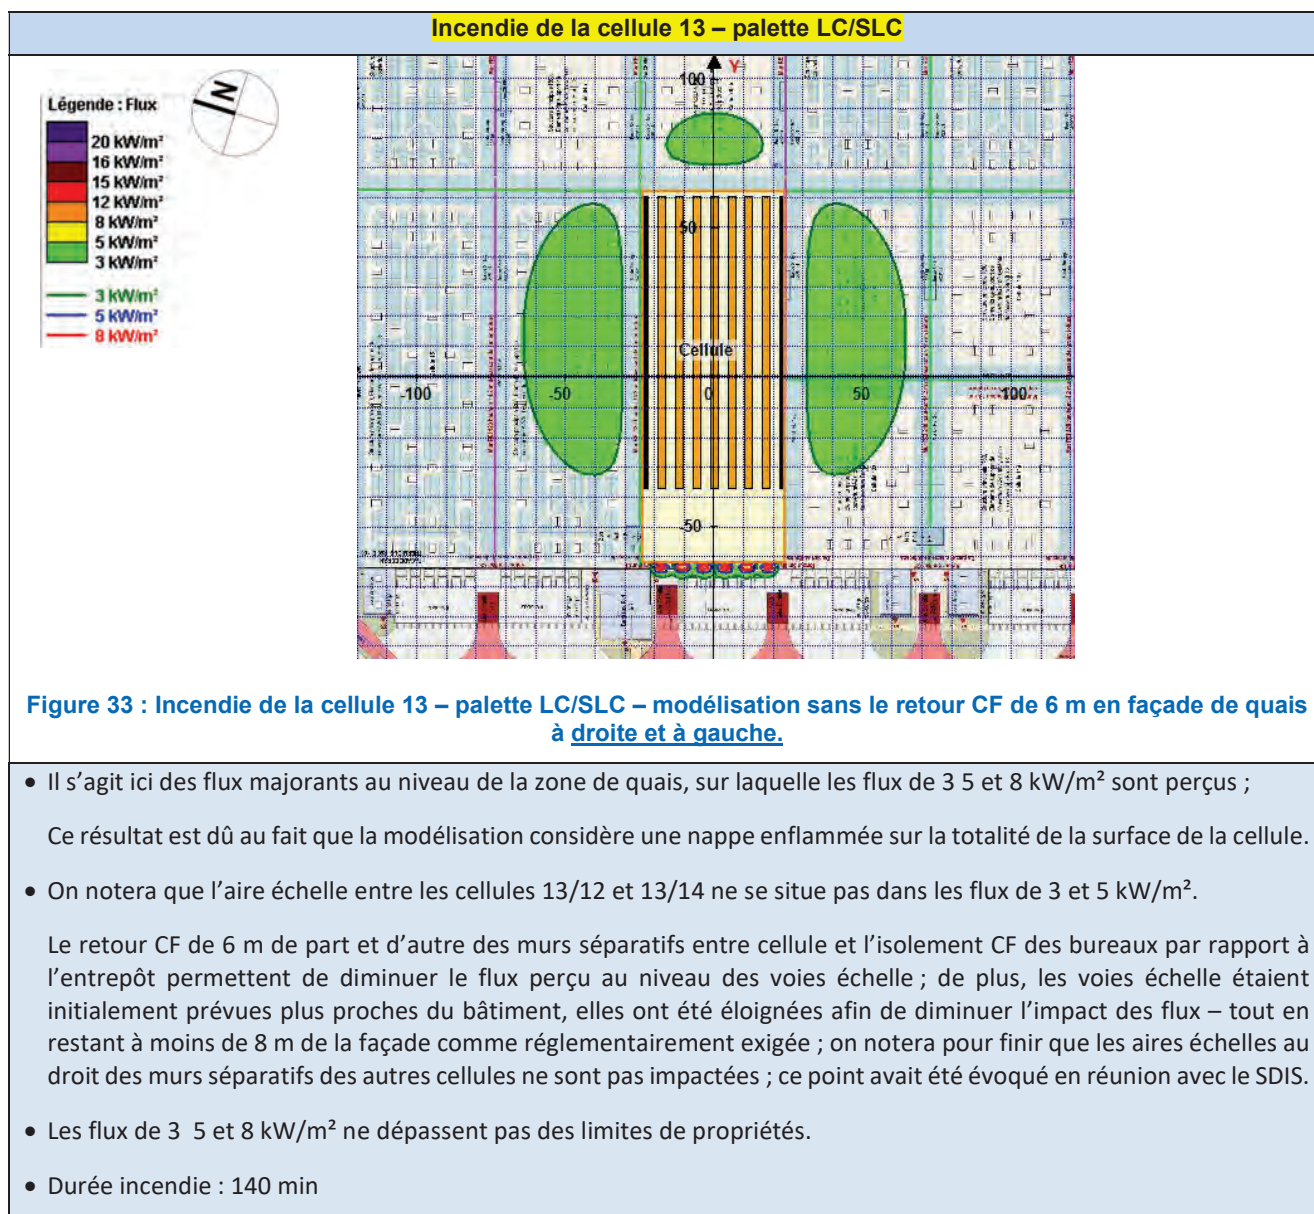 Incendie de la cellule 13 – palette LC/SLC
Légende : Flux
20 kW/m²
16 kW/m²
15 kW/m²
12 kW/m²
8 kW/m²
5 kW/m²
3 kW/m²
3 kW/m²
5 kW/m²
8 kW/m²
N
100
Y
50
Cellule
-100
-50
0
50
100
-50
Figure 33 : Incendie de la cellule 13 – palette LC/SLC – modélisation sans le retour CF de 6 m en façade de quais
à droite et à gauche.
• Il s’agit ici des flux majorants au niveau de la zone de quais, sur laquelle les flux de 3 5 et 8 kW/m² sont perçus ;
Ce résultat est dû au fait que la modélisation considère une nappe enflammée sur la totalité de la surface de la cellule.
• On notera que l’aire échelle entre les cellules 13/12 et 13/14 ne se situe pas dans les flux de 3 et 5 kW/m².
Le retour CF de 6 m de part et d’autre des murs séparatifs entre cellule et l’isolement CF des bureaux par rapport à
l’entrepôt permettent de diminuer le flux perçu au niveau des voies échelle ; de plus, les voies échelle étaient
initialement prévues plus proches du bâtiment, elles ont été éloignées afin de diminuer l’impact des flux – tout en
restant à moins de 8 m de la façade comme réglementairement exigée ; on notera pour finir que les aires échelles au
droit des murs séparatifs des autres cellules ne sont pas impactées ; ce point avait été évoqué en réunion avec le SDIS.
• Les flux de 3 5 et 8 kW/m² ne dépassent pas des limites de propriétés.
• Durée incendie : 140 min